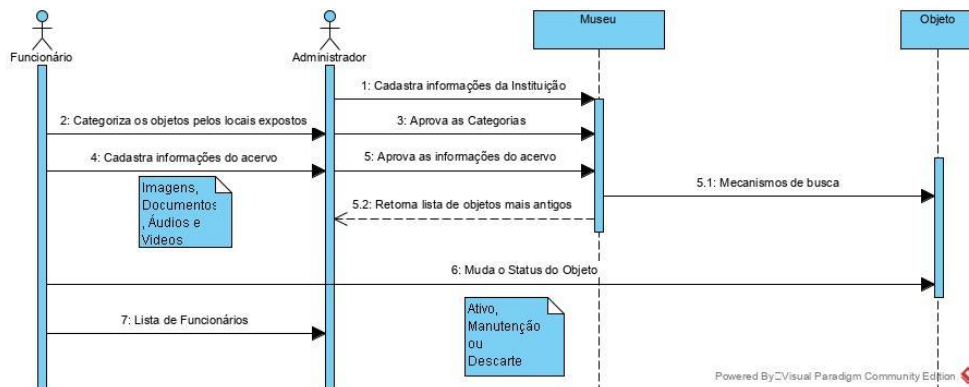 Museu
Objeto
Funcionário
Administrador
1: Cadastra informações da Instituição
2: Categoriza os objetos pelos locais expostos
3: Aprova as Categorias
4: Cadastra informações do acervo
5: Aprova as informações do acervo
Imagens,
Documentos
, Áudios e
Videos
5.1: Mecanismos de busca
5.2: Retorna lista de objetos mais antigos
6: Muda o Status do Objeto
Ativo,
Manutenção
ou
Descarte
7: Lista de Funcionários
Powered By Visual Paradigm Community Edition